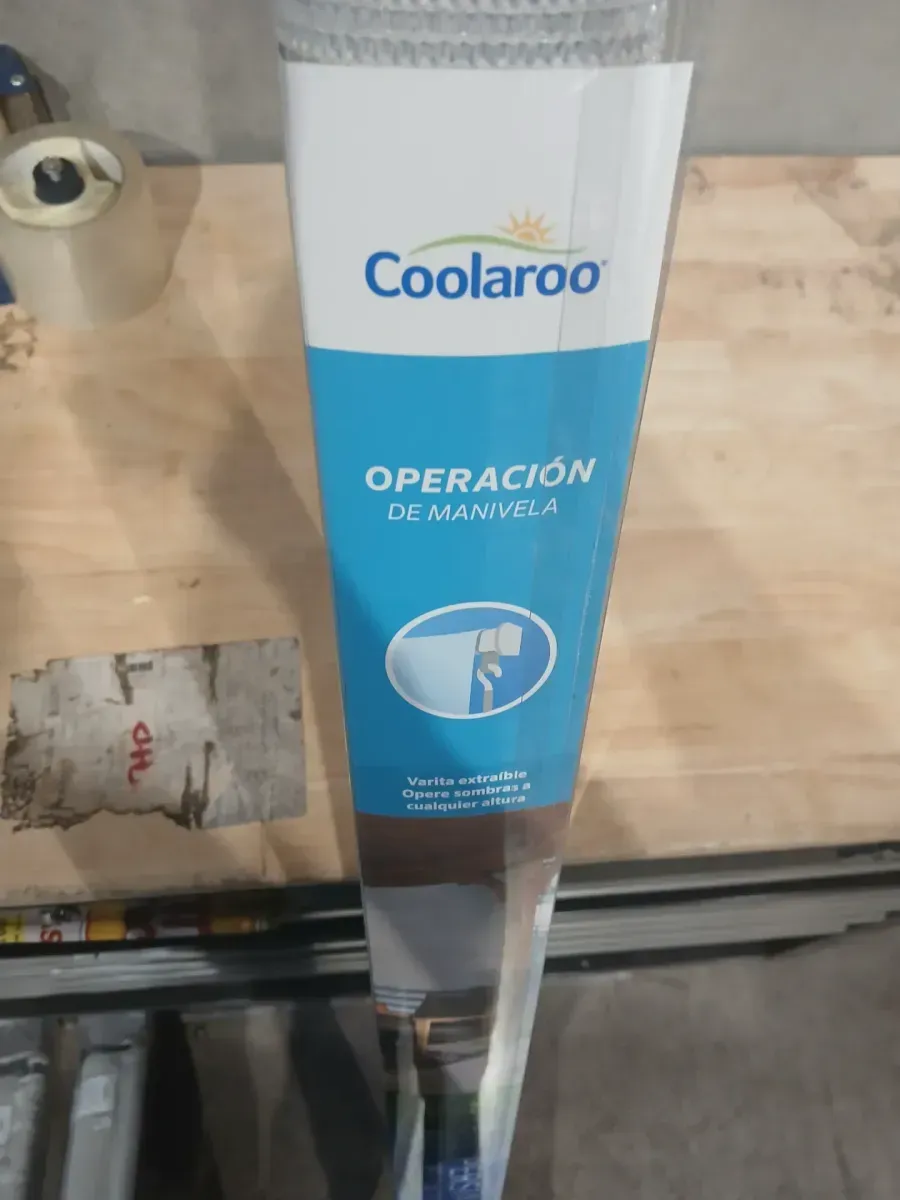 Coolaroo
OPERACIÓN
DE MANIVELA
Varita extraíble
Opere sombras a
cualquier altura